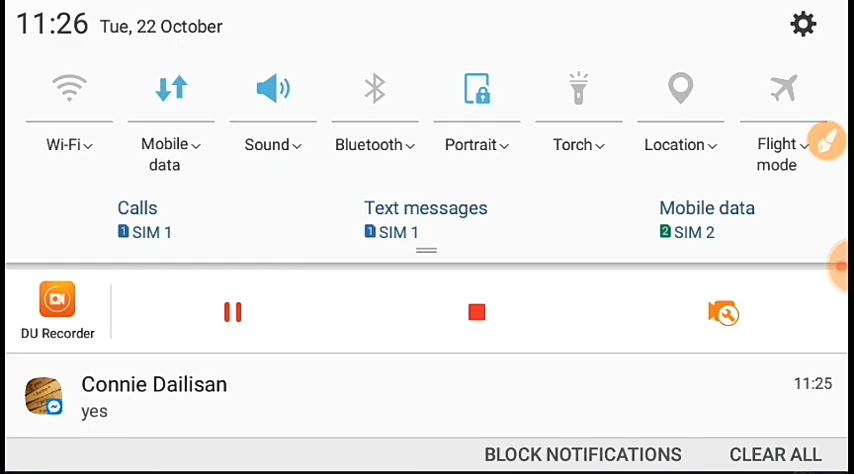 11:26 Tue, 22 October
Wi-Fi
Mobile data
Sound
Bluetooth
Portrait
Torch
Location
Flight mode
Calls
1 SIM 1
Text messages
1 SIM 1
Mobile data
2 SIM 2
DU Recorder
Connie Dailisan
11:25
yes
BLOCK NOTIFICATIONS
CLEAR ALL